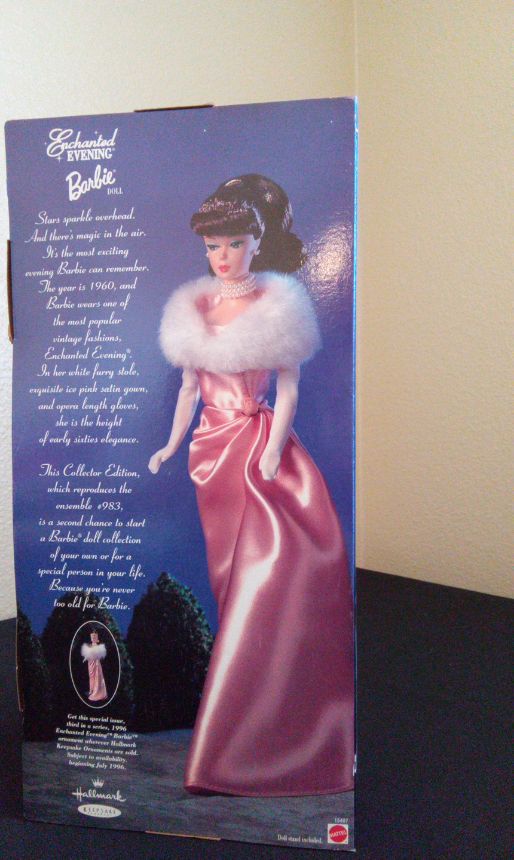 Enchanted
EVENING®
Barbie®
DOLL
Stars sparkle overhead.
And there's magic in the air.
It's the most exciting
evening Barbie can remember.
The year is 1960, and
Barbie wears one of
the most popular
vintage fashions,
Enchanted Evening®.
In her white furry stole,
exquisite ice pink satin gown,
and opera length gloves,
she is the height
of early sixties elegance.
This Collector Edition,
which reproduces the
ensemble #983,
is a second chance to start
a Barbie® doll collection
of your own or for a
special person in your life.
Because you're never
too old for Barbie.
Get this special issue,
third in a series, 1996
Enchanted Evening™ Barbie™
ornament wherever Hallmark
Keepsake Ornaments are sold.
Subject to availability
beginning July 1996.
Hallmark
KEEPSAKE
15407
Doll stand included.
MATTEL